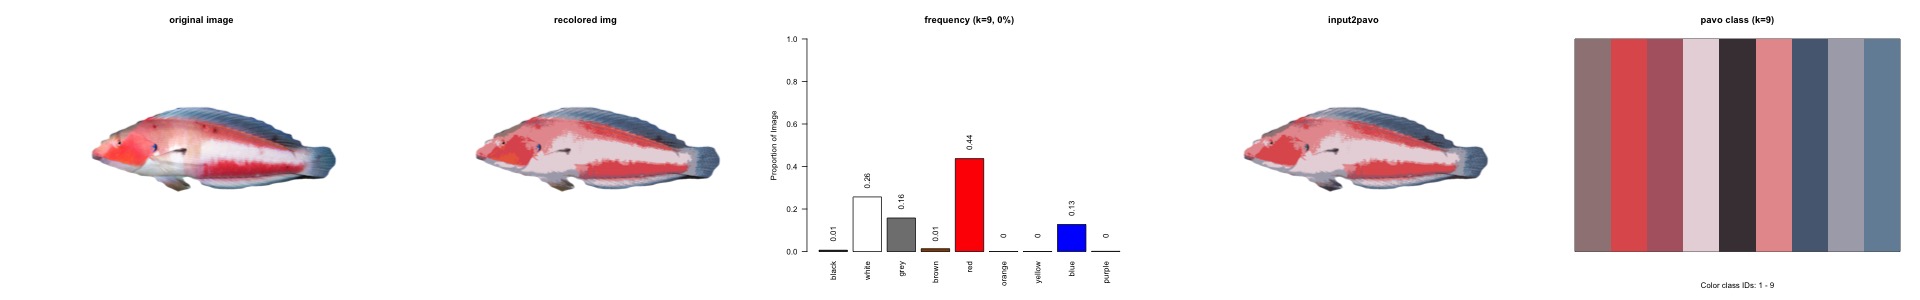 original image
recolored img
frequency (k=9, 0%)
input2pavo
pavo class (k=9)
Proportion of Image
1.0
0.8
0.6
0.4
0.2
0.0
0.01
0.26
0.16
0.01
0.44
0
0
0.13
0
black
white
grey
brown
red
orange
yellow
blue
purple
Color class IDs: 1 - 9